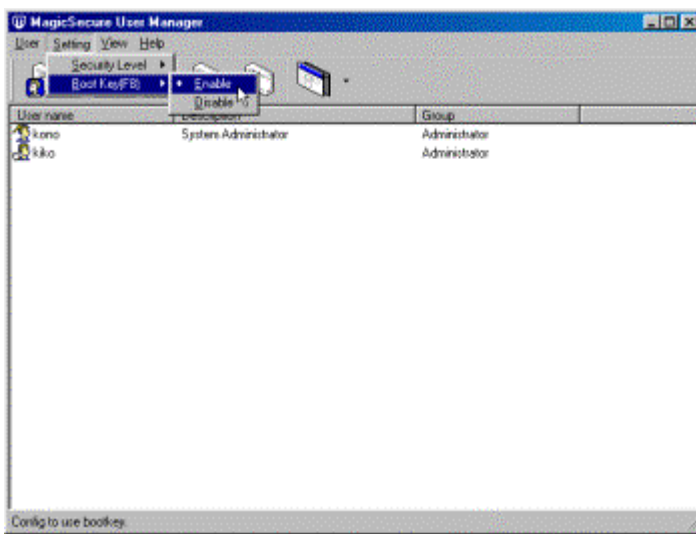 MagicSecure User Manager
User Setting View Help
Security Level
Boot Key(F8)
Enable
Disable
User name Description Group
kono System Administrator Administrator
kiko Administrator
Config to use bootkey.